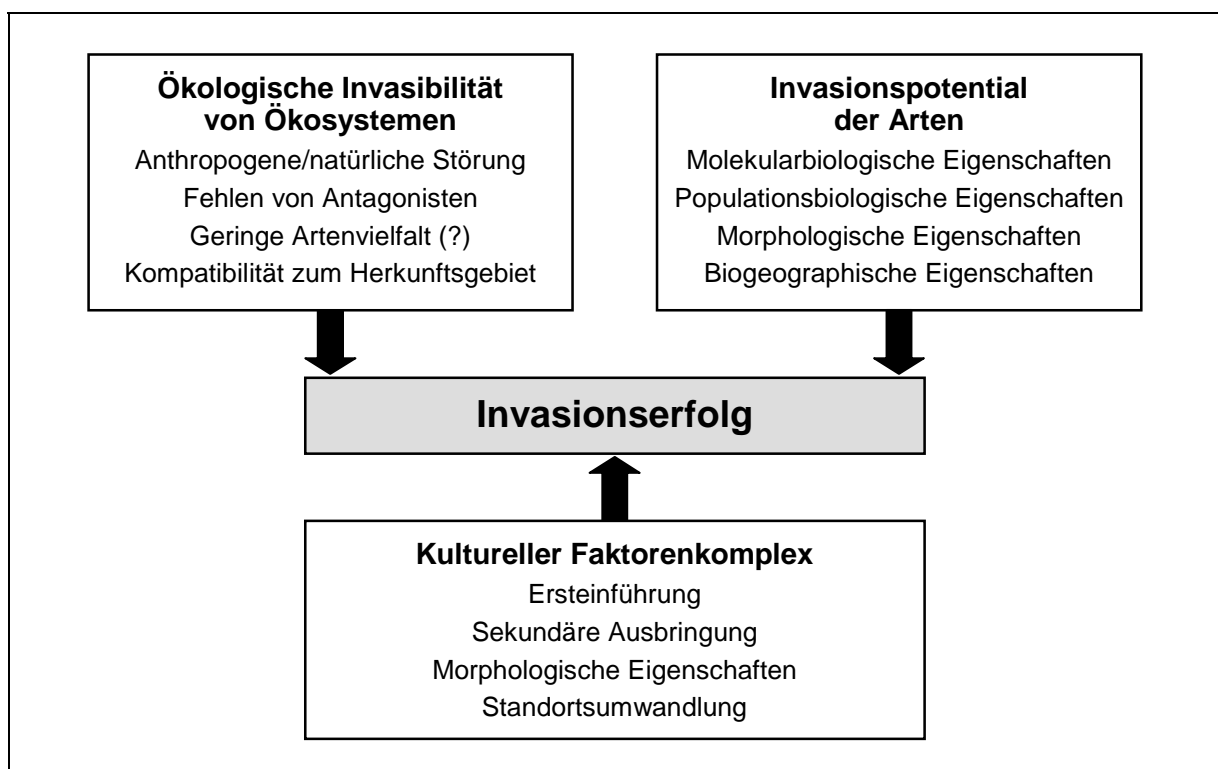 Ökologische Invasibilität
von Ökosystemen
Anthropogene/natürliche Störung
Fehlen von Antagonisten
Geringe Artenvielfalt (?)
Kompatibilität zum Herkunftsgebiet
Invasionspotential
der Arten
Molekularbiologische Eigenschaften
Populationsbiologische Eigenschaften
Morphologische Eigenschaften
Biogeographische Eigenschaften
Invasionserfolg
Kultureller Faktorenkomplex
Ersteinführung
Sekundäre Ausbringung
Morphologische Eigenschaften
Standortsumwandlung